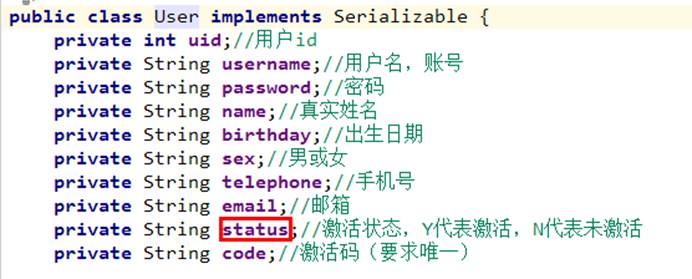 public class User implements Serializable {
private int uid;//用户id
private String username;//用户名，账号
private String password;//密码
private String name;//真实姓名
private String birthday;//出生日期
private String sex;//男或女
private String telephone;//手机号
private String email;//邮箱
private String status;//激活状态，Y代表激活，N代表未激活
private String code;//激活码（要求唯一）